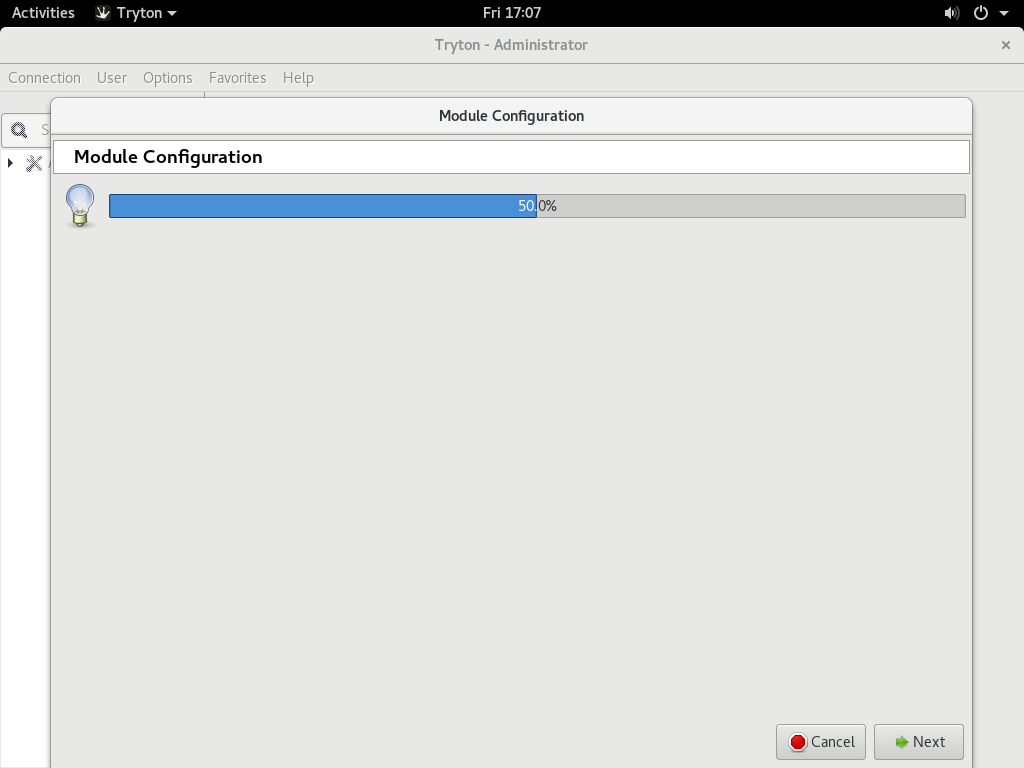 Activities Tryton Fri 17:07
Tryton - Administrator
Connection User Options Favorites Help
Module Configuration
S
Module Configuration
50.0%
Cancel Next